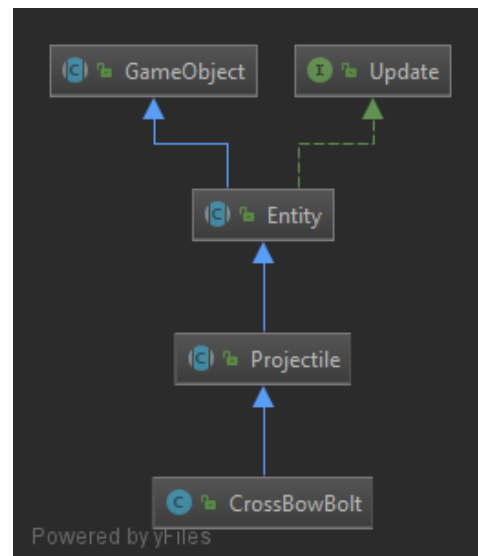 C GameObject
I Update
C Entity
C Projectile
C CrossBowBolt
Powered by yFiles